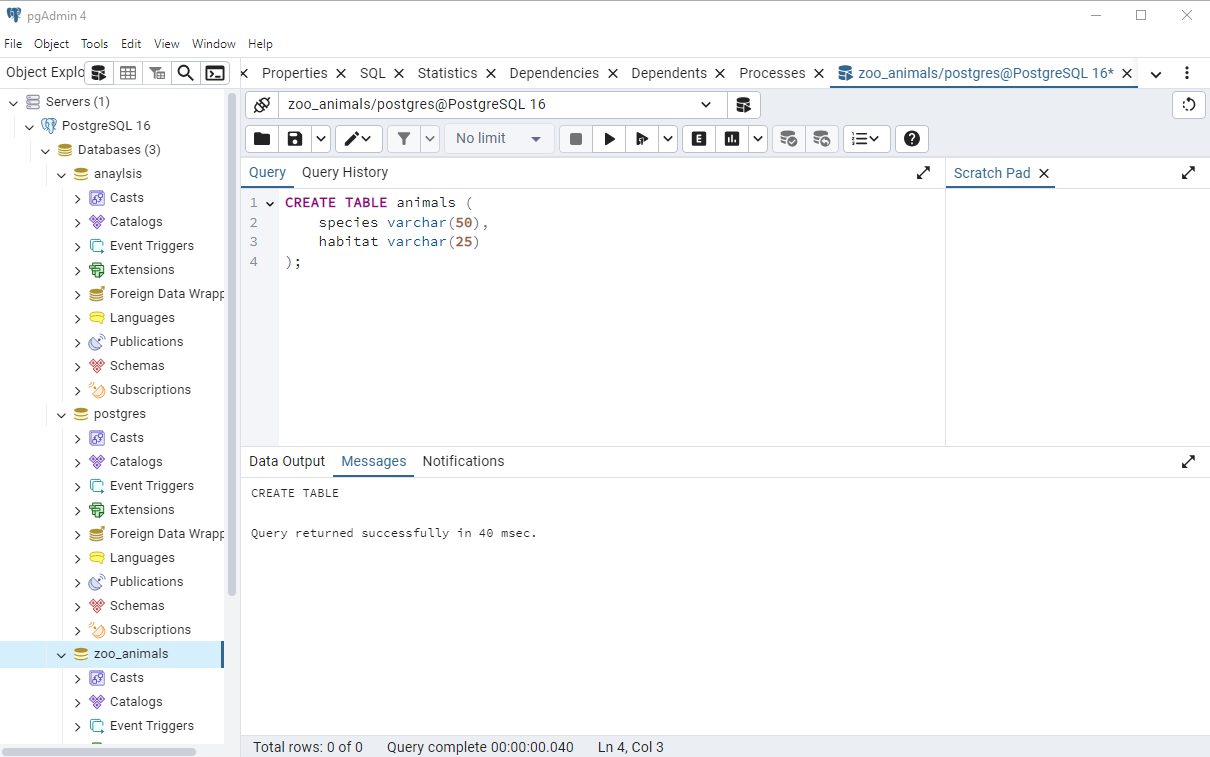 pgAdmin 4
File Object Tools Edit View Window Help
Object Explo
Properties SQL Statistics Dependencies Dependents Processes zoo_animals/postgres@PostgreSQL 16*
Servers (1)
PostgreSQL 16
Databases (3)
anaylsis
Casts
Catalogs
Event Triggers
Extensions
Foreign Data Wrapp
Languages
Publications
Schemas
Subscriptions
postgres
Casts
Catalogs
Event Triggers
Extensions
Foreign Data Wrapp
Languages
Publications
Schemas
Subscriptions
zoo_animals
Casts
Catalogs
Event Triggers
zoo_animals/postgres@PostgreSQL 16
No limit
E
Query Query History
Scratch Pad
1 CREATE TABLE animals (
2 species varchar(50),
3 habitat varchar(25)
4 );
Data Output Messages Notifications
CREATE TABLE
Query returned successfully in 40 msec.
Total rows: 0 of 0 Query complete 00:00:00.040 Ln 4, Col 3